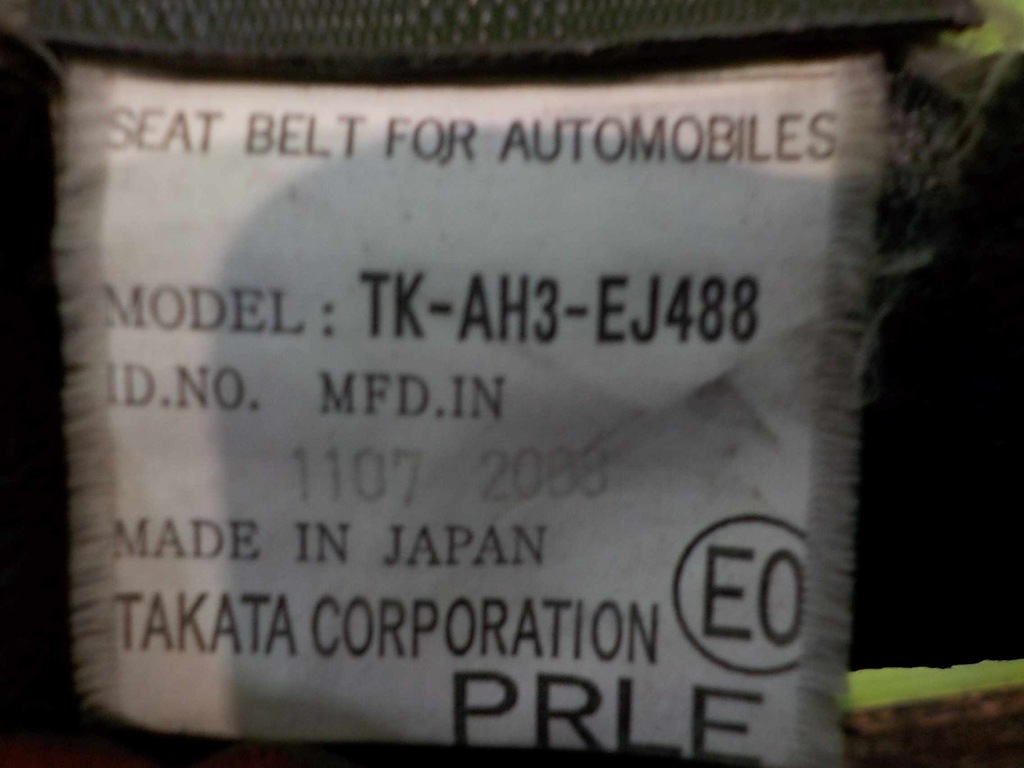 SEAT BELT FOR AUTOMOBILES
MODEL : TK-AH3-EJ488
ID.NO. MFD.IN
1107
MADE IN JAPAN
TAKATA CORPORATION
E0
PRLE